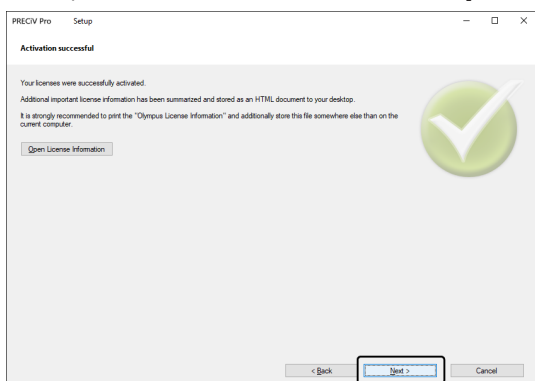 PRECiV Pro Setup
Activation successful
Your licenses were successfully activated.
Additional important license information has been summarized and stored as an HTML document to your desktop.
It is strongly recommended to print the "Olympus License Information" and additionally store this file somewhere else than on the
current computer.
Open License Information
< Back Next > Cancel